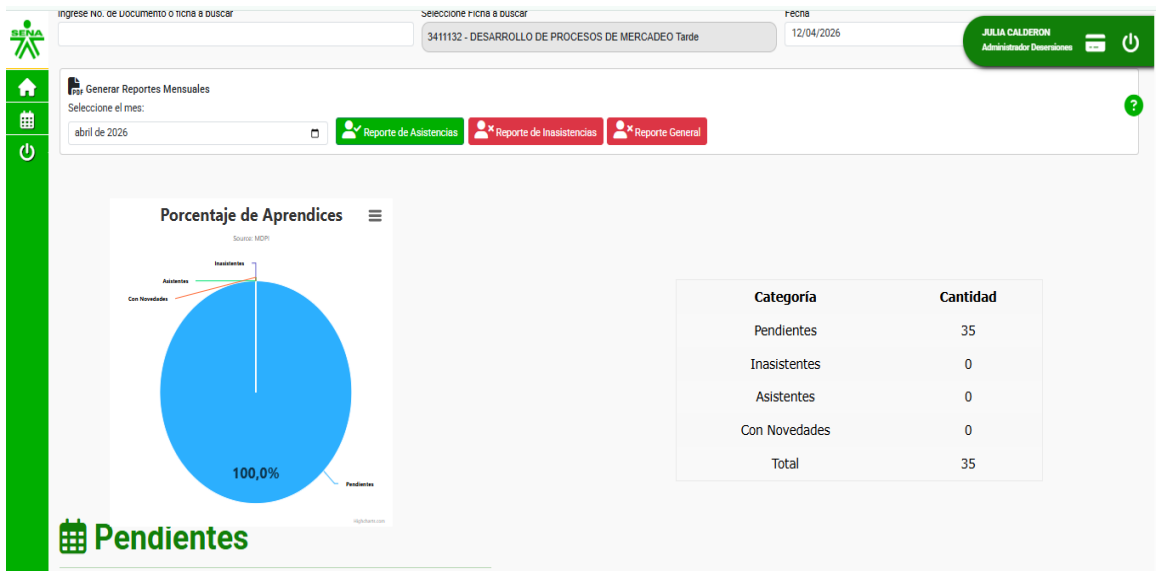 Ingrese No. de Documento o ficha a buscar
Seleccione Ficha a buscar
Fecha
SENA
3411132 - DESARROLLO DE PROCESOS DE MERCADEO Tarde
12/04/2026
JULIA CALDERON
Administrador Desersiones
PDF Generar Reportes Mensuales
Seleccione el mes:
abril de 2026
Reporte de Asistencias
Reporte de Inasistencias
Reporte General
?
Porcentaje de Aprendices
Source: MDPI
Inasistentes
Asistentes
Con Novedades
100,0%
Pendientes
Highcharts.com
Categoría Cantidad
Pendientes 35
Inasistentes 0
Asistentes 0
Con Novedades 0
Total 35
Pendientes